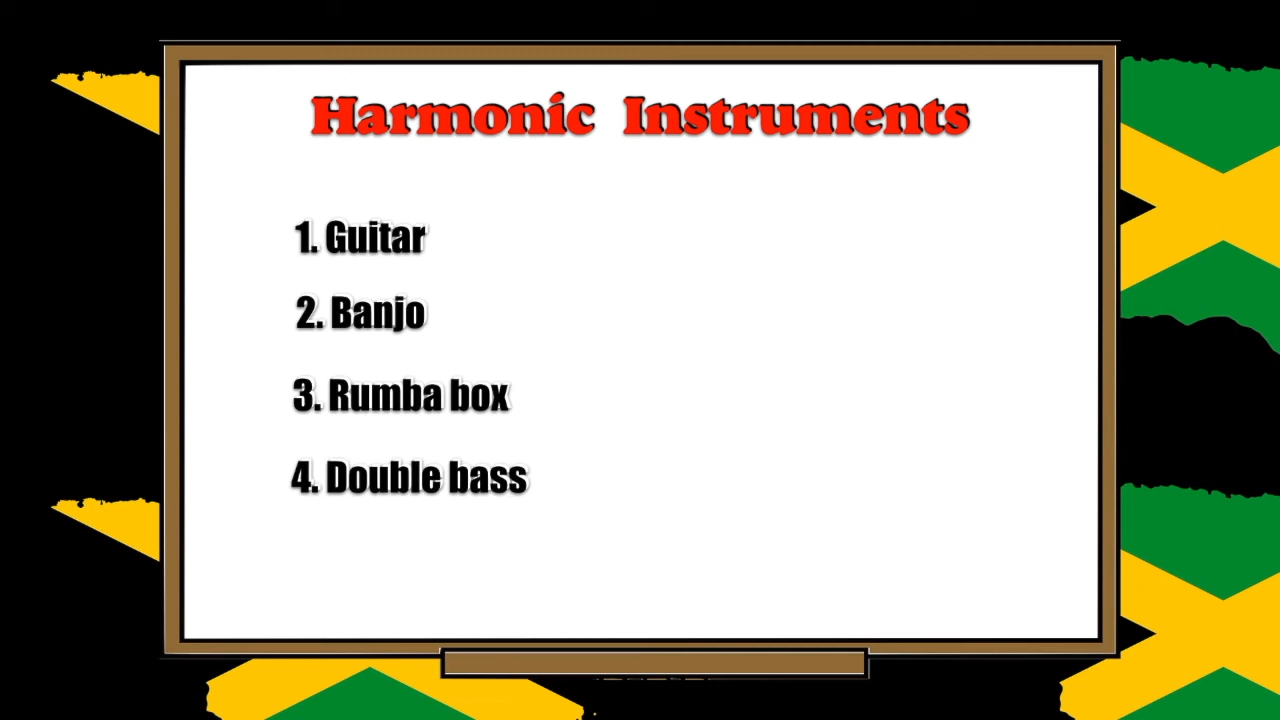 Harmonic Instruments
1. Guitar
2. Banjo
3. Rumba box
4. Double bass